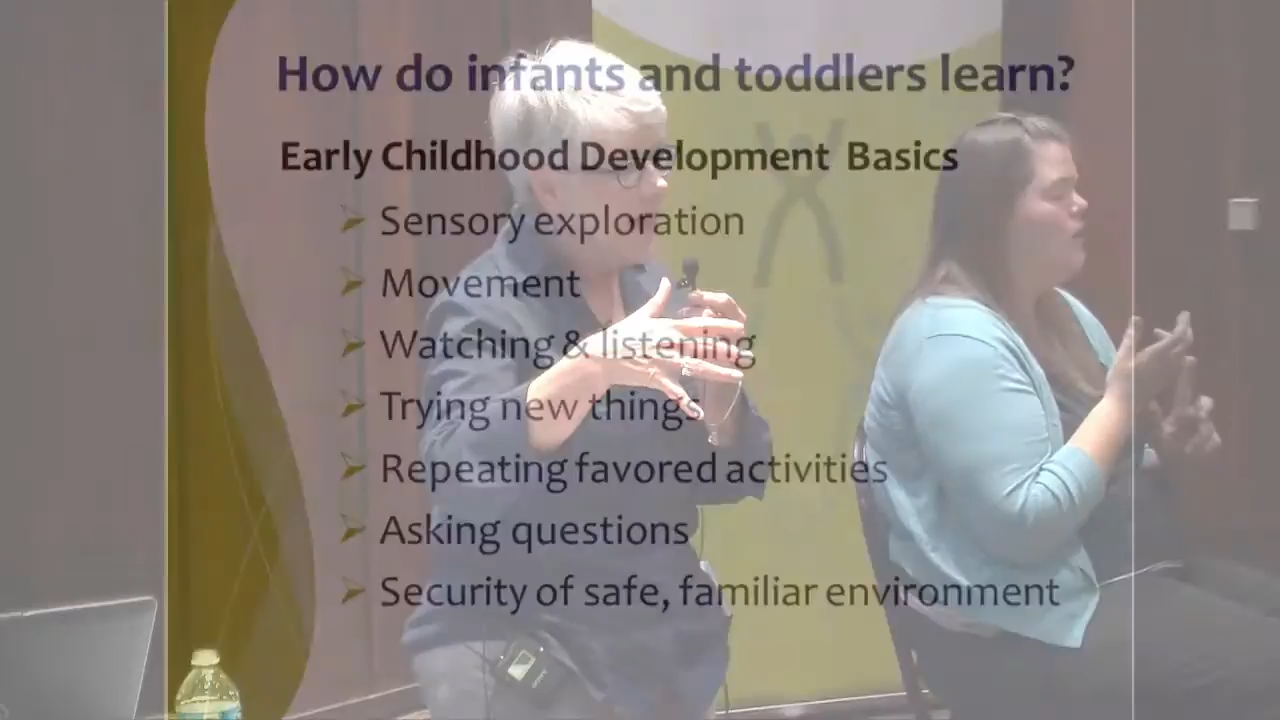 How do infants and toddlers learn?
Early Childhood Development Basics
Sensory exploration
Movement
Watching & listening
Trying new things
Repeating favored activities
Asking questions
Security of safe, familiar environment